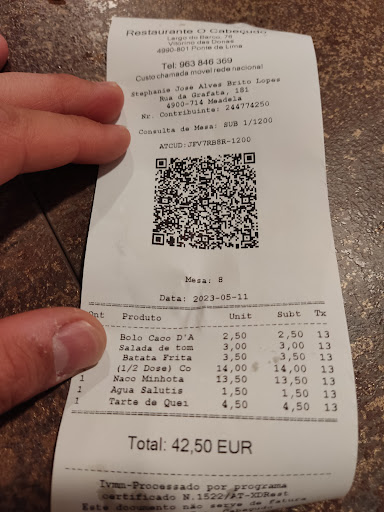 Restaurante O Cabeçudo
Largo do Barco, 79
Vitorino das Donas
4990-801 Ponte de Lima
Tel: 963 846 369
Custo chamada movel rede nacional
Stephanie Jose Alves Brito Lopes
Rua da Grafata, 181
4900-714 Meadela
Nr. Contribuinte: 244774250
Consulta de Mesa: SUB 1/1200
ATCUD:JFV7RB8R-1200
Mesa: 8
Data: 2023-05-11
Qnt Produto Unit Subt Tx
Bolo Caco D'A 2,50 2,50 13
Salada de tom 3,00 3,00 13
Batata Frita 3,50 3,50 13
(1/2 Dose) Co 14,00 14,00 13
1 Naco Minhota 13,50 13,50 13
1 Agua Salutis 1,50 1,50 13
1 Tarte de Quei 4,50 4,50 13
Total: 42,50 EUR
Ivmm-Processado por programa
certificado N.1522/AT-XDRest
Este documento não serve de fatura